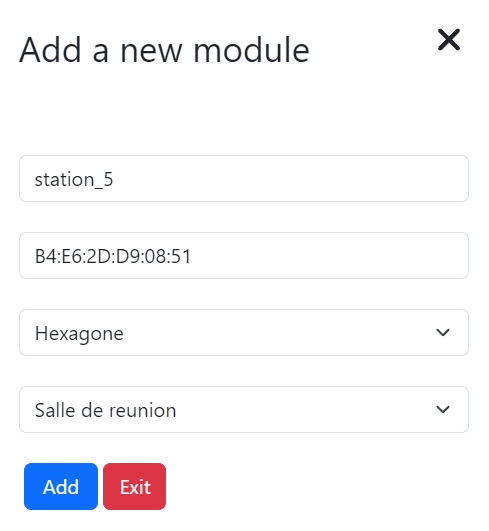 Add a new module
station_5
B4:E6:2D:D9:08:51
Hexagone
Salle de reunion
Add Exit